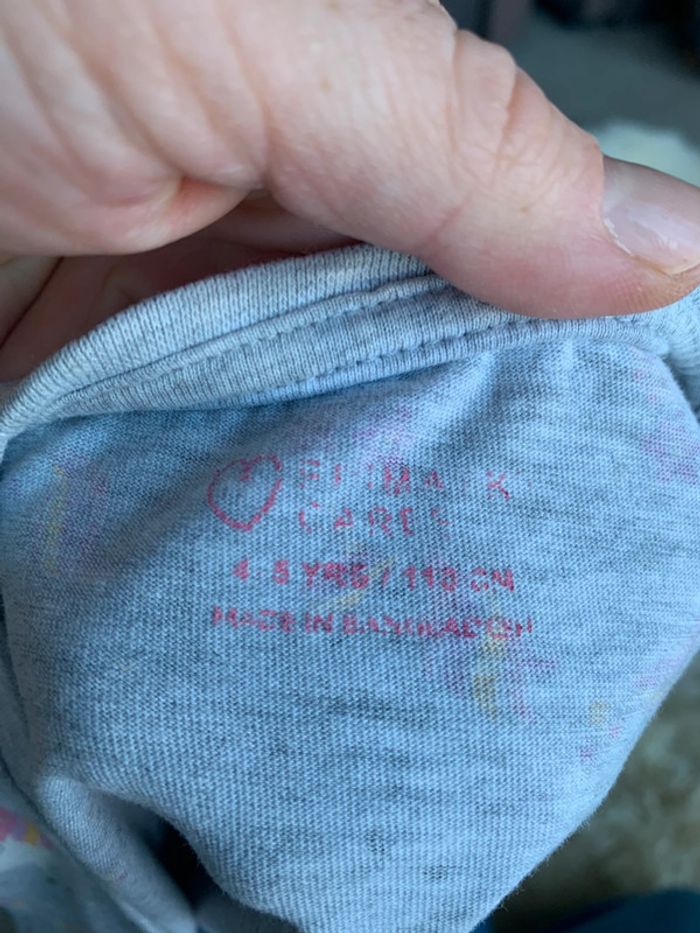 PRIMARK
CARES
4-5 YRS / 110 CM
MADE IN BANGLADESH